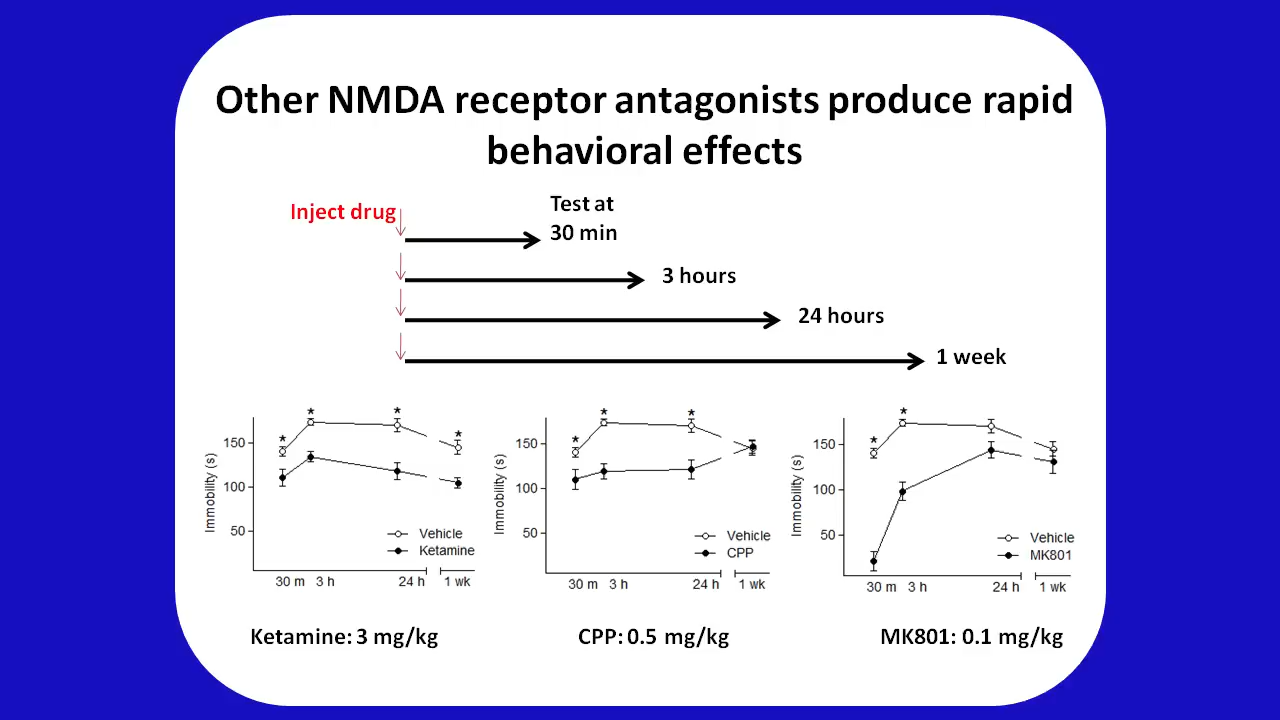 Other NMDA receptor antagonists produce rapid
behavioral effects
Inject drug
Test at
30 min
3 hours
24 hours
1 week
*
*
*
*
150
100
50
Immobility (s)
Vehicle
Ketamine
30 m 3 h 24 h 1 wk
*
*
*
150
100
50
Immobility (s)
Vehicle
CPP
30 m 3 h 24 h 1 wk
*
*
150
100
50
Immobility (s)
Vehicle
MK801
30 m 3 h 24 h 1 wk
Ketamine: 3 mg/kg
CPP: 0.5 mg/kg
MK801: 0.1 mg/kg